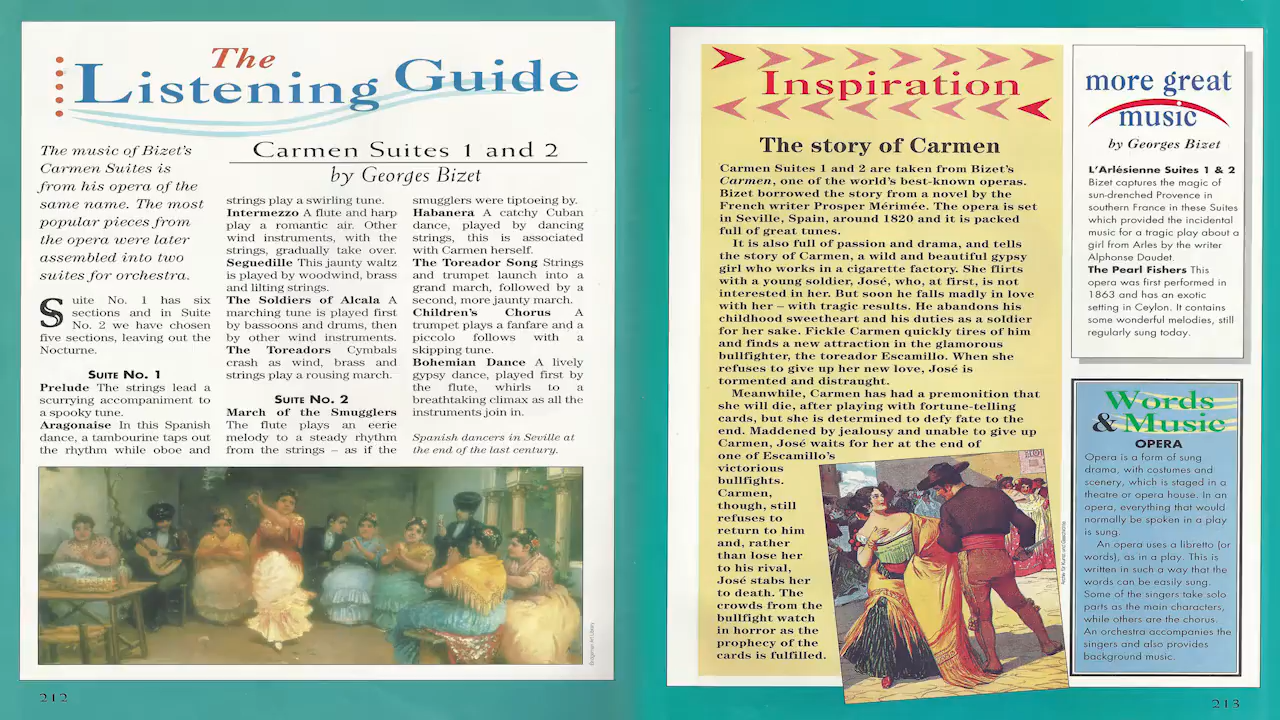 The
Listening Guide
The music of Bizet's
Carmen Suites is
from his opera of the
same name. The most
popular pieces from
the opera were later
assembled into two
suites for orchestra.
Suite No. 1 has six
sections and in Suite
No. 2 we have chosen
five sections, leaving out the
Nocturne.
SUITE NO. 1
Prelude The strings lead a
scurrying accompaniment to
a spooky tune.
Aragonaise In this Spanish
dance, a tambourine taps out
the rhythm while oboe and
Carmen Suites 1 and 2
by Georges Bizet
strings play a swirling tune.
Intermezzo A flute and harp
play a romantic air. Other
wind instruments, with the
strings, gradually take over.
Seguedille This jaunty waltz
is played by woodwind, brass
and lilting strings.
The Soldiers of Alcala A
marching tune is played first
by bassoons and drums, then
by other wind instruments.
The Toreadors Cymbals
crash as wind, brass and
strings play a rousing march.
SUITE NO. 2
March of the Smugglers
The flute plays an eerie
melody to a steady rhythm
from the strings – as if the
smugglers were tiptoeing by.
Habanera A catchy Cuban
dance, played by dancing
strings, this is associated
with Carmen herself.
The Toreador Song Strings
and trumpet launch into a
grand march, followed by a
second, more jaunty march.
Children's Chorus A
trumpet plays a fanfare and a
piccolo follows with a
skipping tune.
Bohemian Dance A lively
gypsy dance, played first by
the flute, whirls to a
breathtaking climax as all the
instruments join in.
Spanish dancers in Seville at
the end of the last century.
Bridgeman Art Library
212
Inspiration
The story of Carmen
Carmen Suites 1 and 2 are taken from Bizet's
Carmen, one of the world's best-known operas.
Bizet borrowed the story from a novel by the
French writer Prosper Mérimée. The opera is set
in Seville, Spain, around 1820 and it is packed
full of great tunes.
It is also full of passion and drama, and tells
the story of Carmen, a wild and beautiful gypsy
girl who works in a cigarette factory. She flirts
with a young soldier, José, who, at first, is not
interested in her. But soon he falls madly in love
with her – with tragic results. He abandons his
childhood sweetheart and his duties as a soldier
for her sake. Fickle Carmen quickly tires of him
and finds a new attraction in the glamorous
bullfighter, the toreador Escamillo. When she
refuses to give up her new love, José is
tormented and distraught.
Meanwhile, Carmen has had a premonition that
she will die, after playing with fortune-telling
cards, but she is determined to defy fate to the
end. Maddened by jealousy and unable to give up
Carmen, José waits for her at the end of
one of Escamillo's
victorious
bullfights.
Carmen,
though, still
refuses to
return to him
and, rather
than lose her
to his rival,
José stabs her
to death. The
crowds from the
bullfight watch
in horror as the
prophecy of the
cards is fulfilled.
more great
music
by Georges Bizet
L'Arlésienne Suites 1 & 2
Bizet captures the magic of
sun-drenched Provence in
southern France in these Suites
which provided the incidental
music for a tragic play about a
girl from Arles by the writer
Alphonse Daudet.
The Pearl Fishers This
opera was first performed in
1863 and has an exotic
setting in Ceylon. It contains
some wonderful melodies, still
regularly sung today.
Words
& Music
OPERA
Opera is a form of sung
drama, with costumes and
scenery, which is staged in a
theatre or opera house. In an
opera, everything that would
normally be spoken in a play
is sung.
An opera uses a libretto (or
words), as in a play. This is
written in such a way that the
words can be easily sung.
Some of the singers take solo
parts as the main characters,
while others are the chorus.
An orchestra accompanies the
singers and also provides
background music.
213